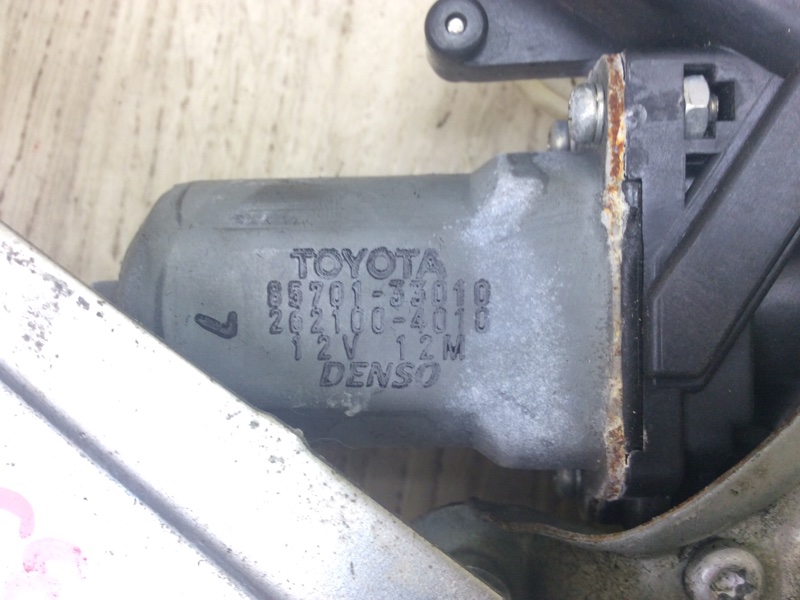 TOYOTA
85701-33010
262100-4010
12V 12M
DENSO
L